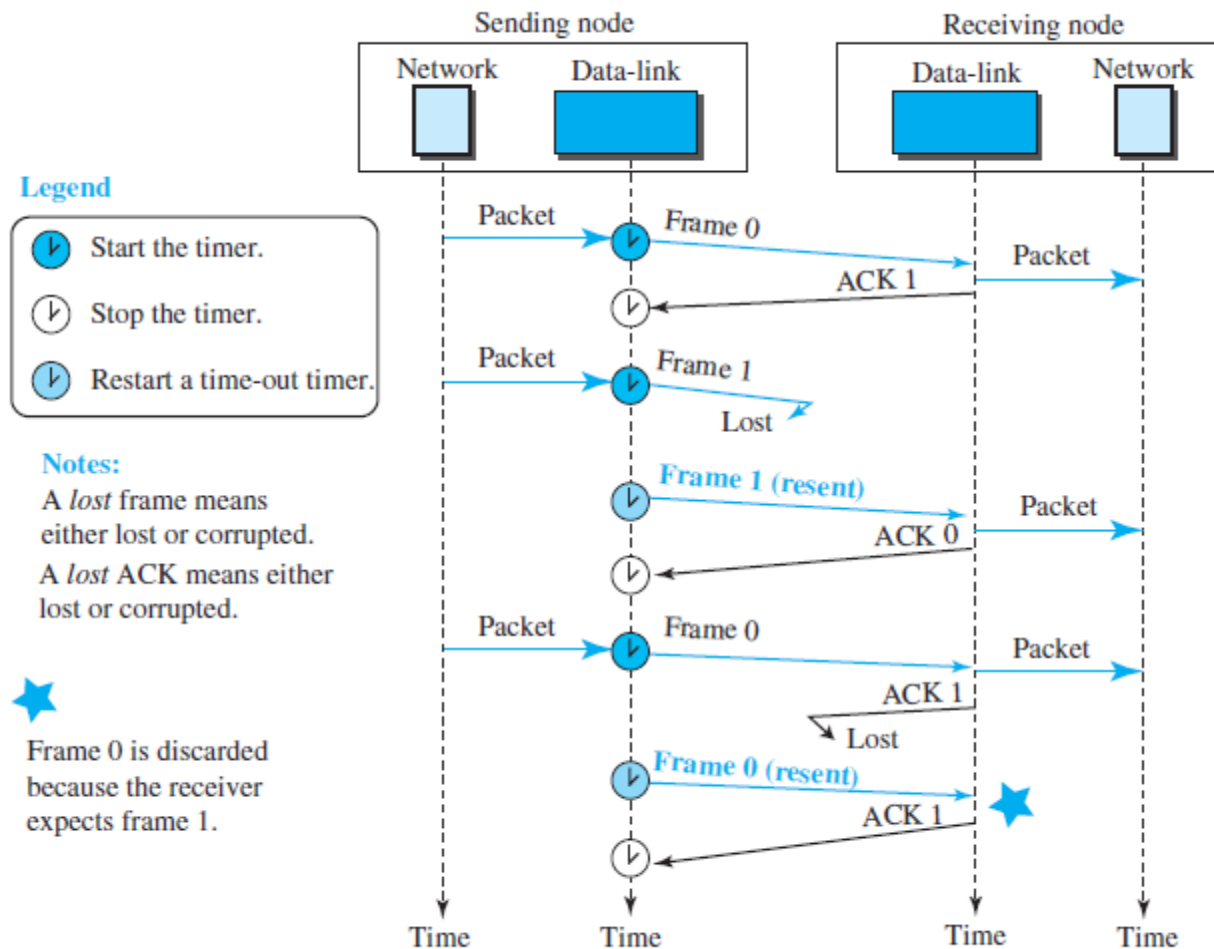 Sending node
Receiving node
Network
Data-link
Data-link
Network
Legend
Start the timer.
Stop the timer.
Restart a time-out timer.
Notes:
A lost frame means
either lost or corrupted.
A lost ACK means either
lost or corrupted.
Frame 0 is discarded
because the receiver
expects frame 1.
Packet
Frame 0
Packet
ACK 1
Packet
Frame 1
Lost
Frame 1 (resent)
Packet
ACK 0
Packet
Frame 0
Packet
ACK 1
Lost
Frame 0 (resent)
ACK 1
Time
Time
Time
Time